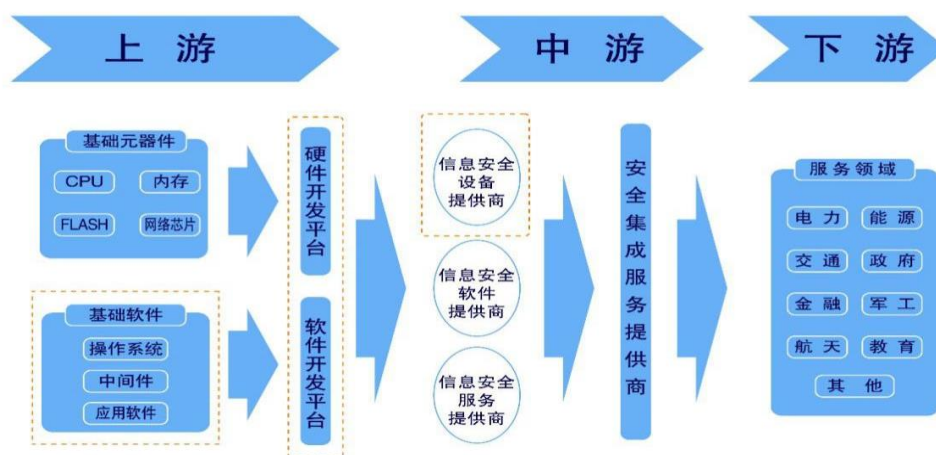 上 游
中 游
下 游
基础元器件
CPU
内存
FLASH
网络芯片
基础软件
操作系统
中间件
应用软件
硬件开发平台
软件开发平台
信息安全
设备
提供商
信息安全
软件
提供商
信息安全
服务
提供商
安全集成服务提供商
服务领域
电 力
能 源
交 通
政 府
金 融
军 工
航 天
教 育
其 他